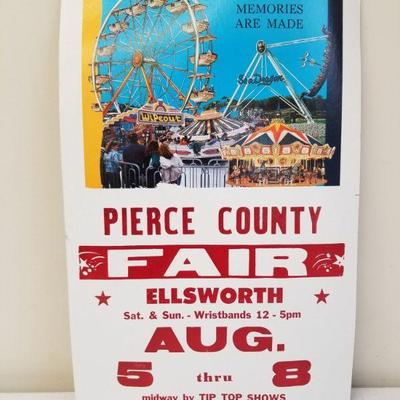 MEMORIES
ARE MADE
Sea Dragon
WIPEOUT
PIERCE COUNTY
FAIR
ELLSWORTH
Sat. & Sun. - Wristbands 12 - 5pm
AUG.
5 thru 8
midway by TIP TOP SHOWS